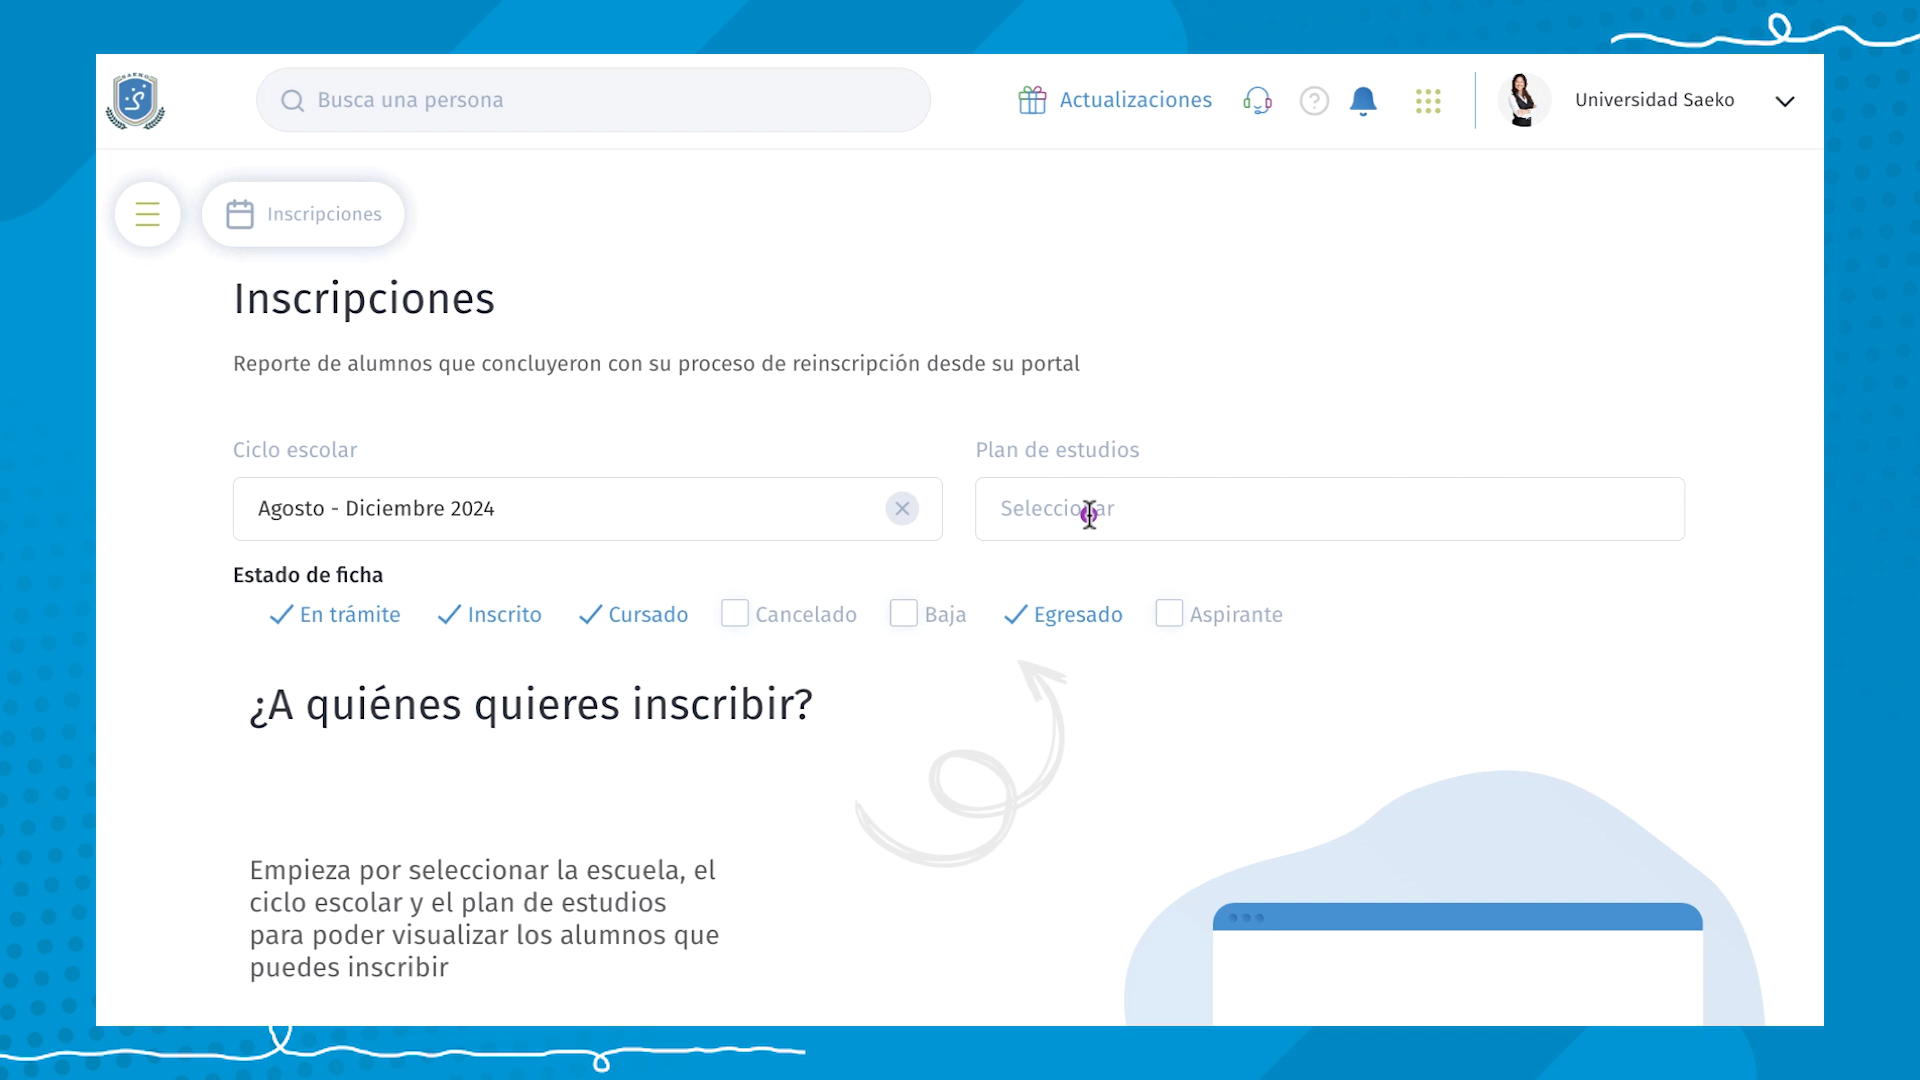 SAEKO
Busca una persona
Actualizaciones
Universidad Saeko
Inscripciones
Inscripciones
Reporte de alumnos que concluyeron con su proceso de reinscripción desde su portal
Ciclo escolar
Plan de estudios
Agosto - Diciembre 2024
Seleccionar
Estado de ficha
En trámite
Inscrito
Cursado
Cancelado
Baja
Egresado
Aspirante
¿A quiénes quieres inscribir?
Empieza por seleccionar la escuela, el
ciclo escolar y el plan de estudios
para poder visualizar los alumnos que
puedes inscribir